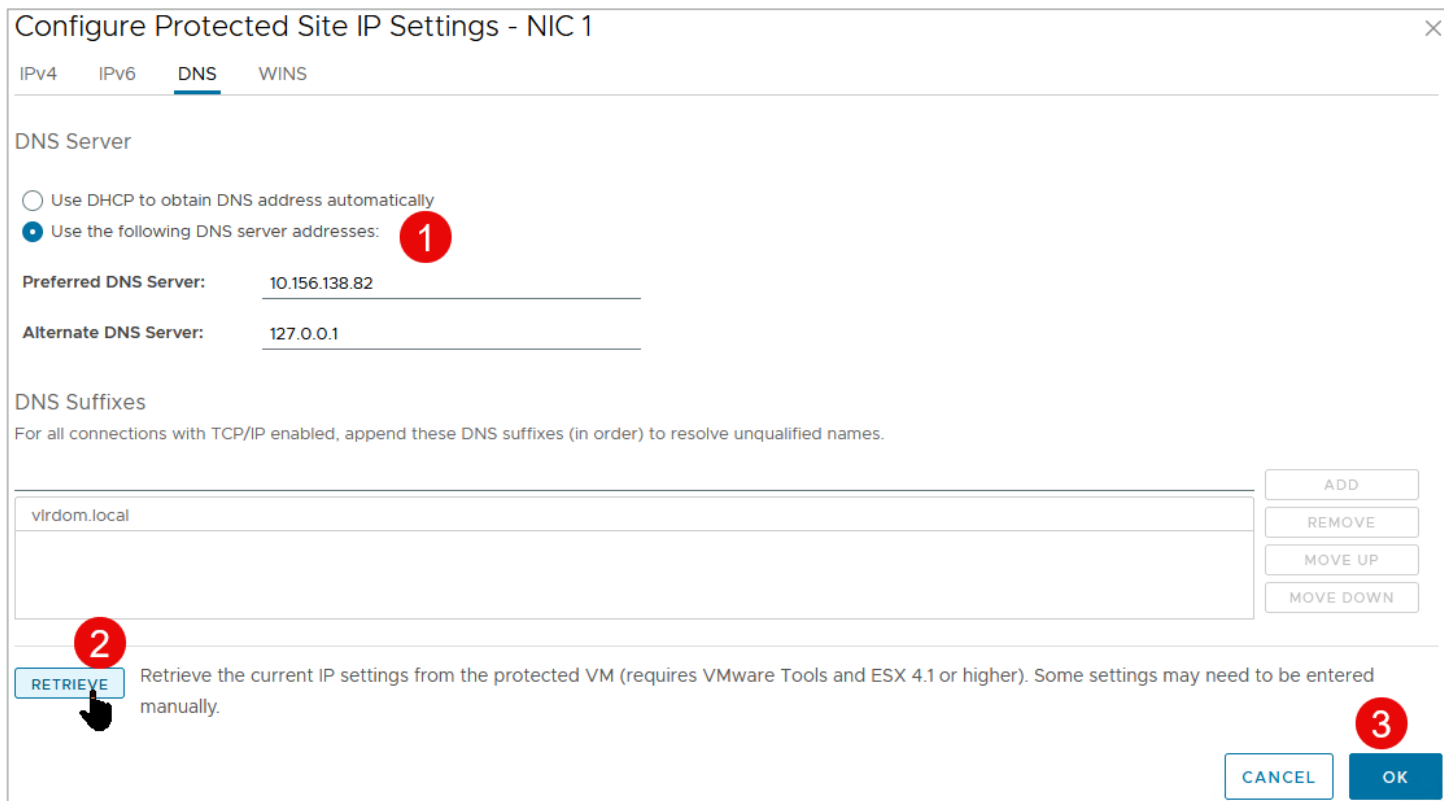 Configure Protected Site IP Settings - NIC 1
IPv4 IPv6 DNS WINS
DNS Server
Use DHCP to obtain DNS address automatically
Use the following DNS server addresses:
1
Preferred DNS Server: 10.156.138.82
Alternate DNS Server: 127.0.0.1
DNS Suffixes
For all connections with TCP/IP enabled, append these DNS suffixes (in order) to resolve unqualified names.
ADD
vlrdom.local
REMOVE
MOVE UP
MOVE DOWN
2
RETRIEVE Retrieve the current IP settings from the protected VM (requires VMware Tools and ESX 4.1 or higher). Some settings may need to be entered
manually.
3
CANCEL OK